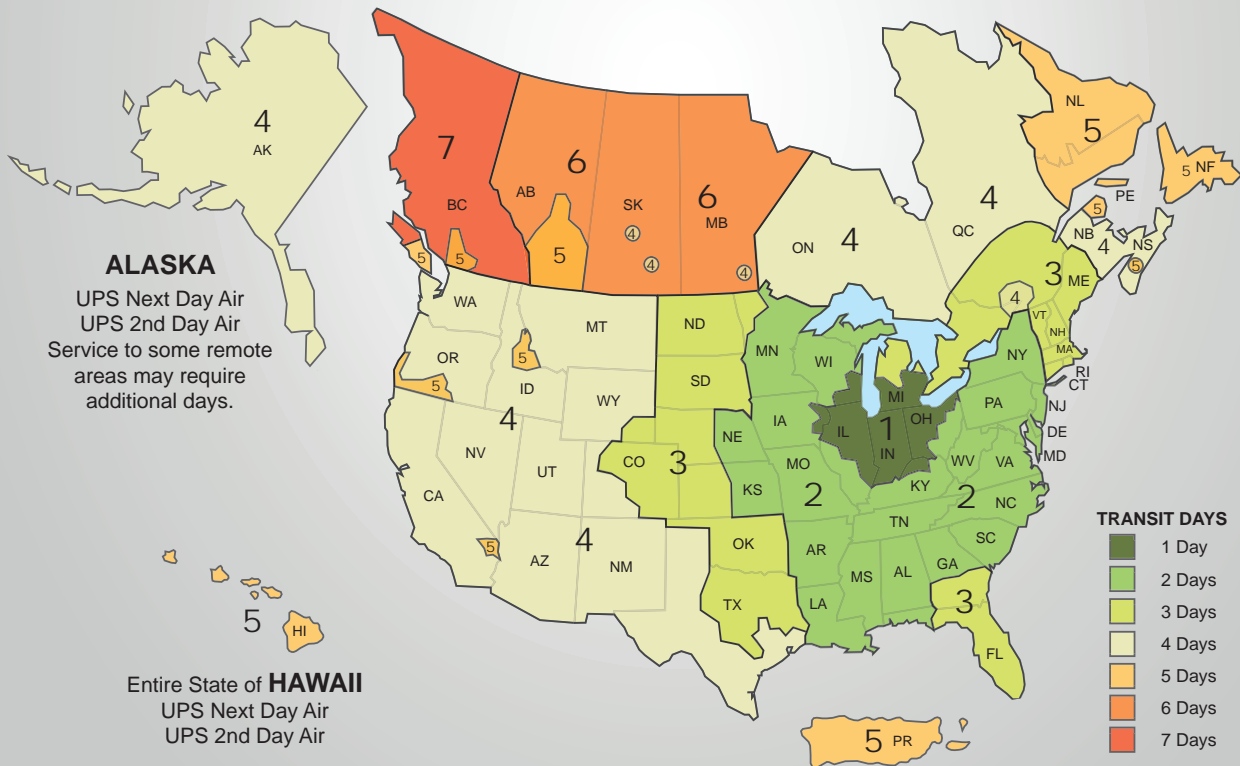 4
AK
ALASKA
UPS Next Day Air
UPS 2nd Day Air
Service to some remote
areas may require
additional days.
7
BC
5
5
6
AB
5
SK
4
4
6
MB
4
ON 4
4
QC
NL
5
5 NF
PE
5
NB
4
NS
5
3
ME
4
VT
NH
MA
RI
CT
WA
OR
5
5
ID
MT
WY
4
NV
UT
CA
5
AZ
4
NM
ND
SD
CO
3
NE
KS
OK
TX
MN
WI
IA
MO
2
AR
LA
MS
AL
GA
TN
KY
2
WV
VA
NC
SC
MI
1
IL
IN
OH
NY
PA
NJ
DE
MD
3
FL
5
HI
Entire State of HAWAII
UPS Next Day Air
UPS 2nd Day Air
5 PR
TRANSIT DAYS
1 Day
2 Days
3 Days
4 Days
5 Days
6 Days
7 Days